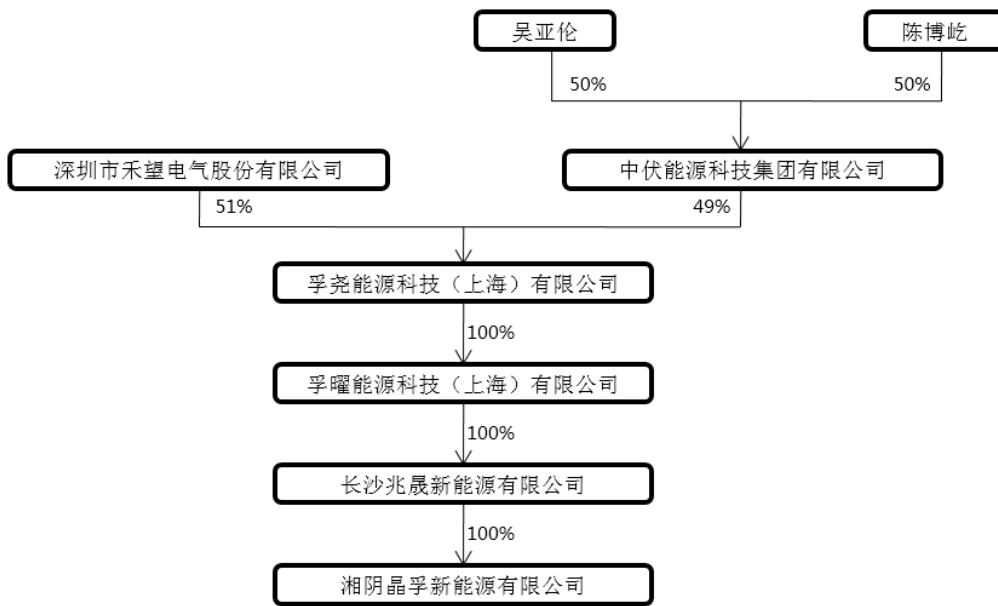 吴亚伦
陈博屹
50%
50%
深圳市禾望电气股份有限公司
中伏能源科技集团有限公司
51%
49%
孚尧能源科技（上海）有限公司
100%
孚曜能源科技（上海）有限公司
100%
长沙兆晟新能源有限公司
100%
湘阴晶孚新能源有限公司